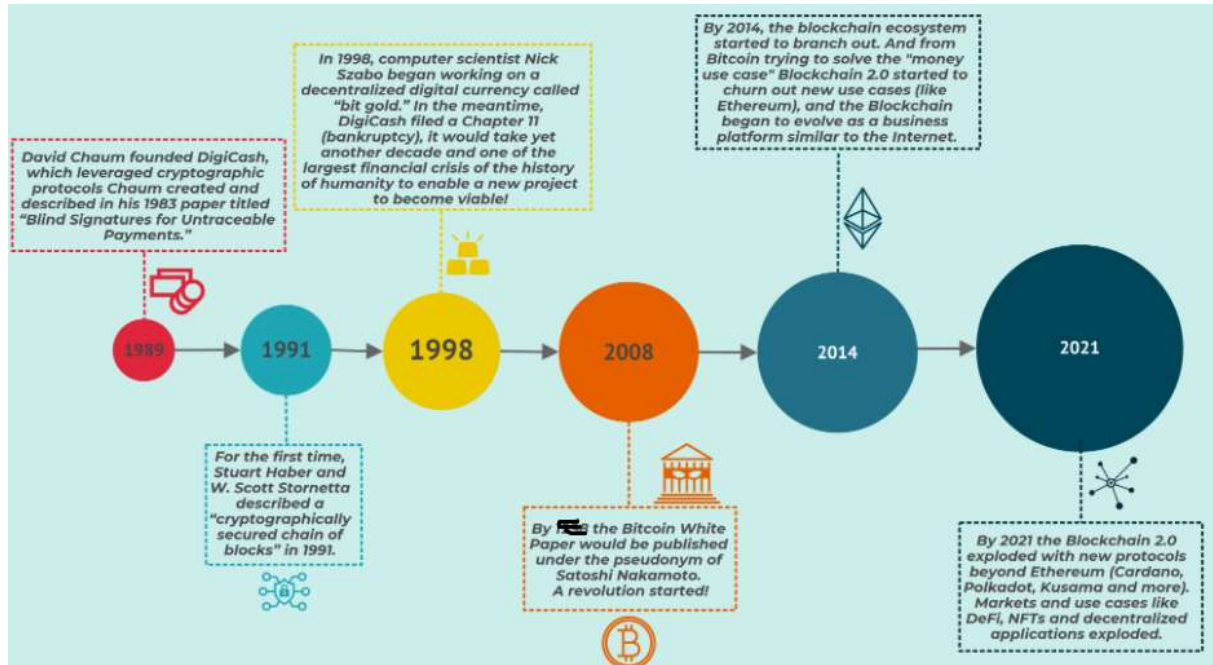 David Chaum founded DigiCash,
which leveraged cryptographic
protocols Chaum created and
described in his 1983 paper titled
“Blind Signatures for Untraceable
Payments.”
1989
1991
For the first time,
Stuart Haber and
W. Scott Stornetta
described a
“cryptographically
secured chain of
blocks” in 1991.
In 1998, computer scientist Nick
Szabo began working on a
decentralized digital currency called
“bit gold.” In the meantime,
DigiCash filed a Chapter 11
(bankruptcy), it would take yet
another decade and one of the
largest financial crisis of the history
of humanity to enable a new project
to become viable!
1998
2008
By the Bitcoin White
Paper would be published
under the pseudonym of
Satoshi Nakamoto.
A revolution started!
By 2014, the blockchain ecosystem
started to branch out. And from
Bitcoin trying to solve the "money
use case" Blockchain 2.0 started to
churn out new use cases (like
Ethereum), and the Blockchain
began to evolve as a business
platform similar to the Internet.
2014
2021
By 2021 the Blockchain 2.0
exploded with new protocols
beyond Ethereum (Cardano,
Polkadot, Kusama and more).
Markets and use cases like
DeFi, NFTs and decentralized
applications exploded.